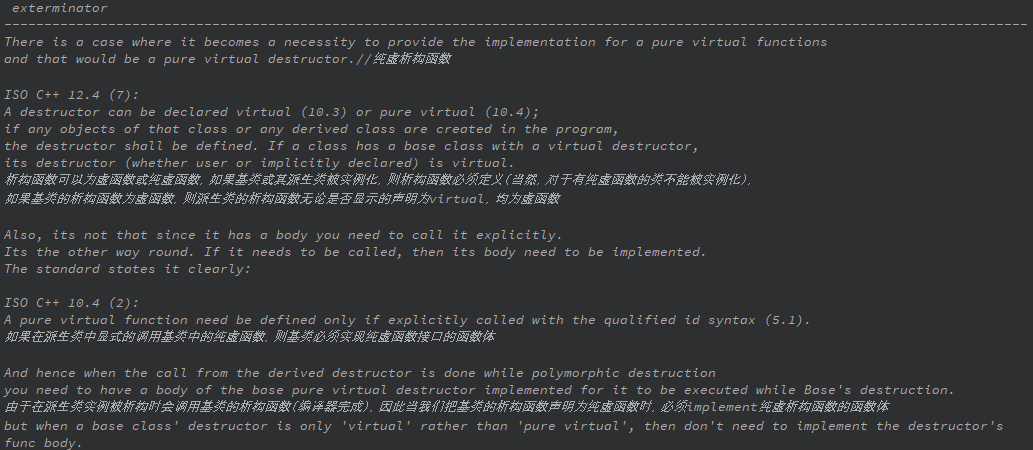 exterminator
--------------------------------------------------------------------------------------------------------------------------------
There is a case where it becomes a necessity to provide the implementation for a pure virtual functions
and that would be a pure virtual destructor.//纯虚析构函数
ISO C++ 12.4 (7):
A destructor can be declared virtual (10.3) or pure virtual (10.4);
if any objects of that class or any derived class are created in the program,
the destructor shall be defined. If a class has a base class with a virtual destructor,
its destructor (whether user or implicitly declared) is virtual.
析构函数可以为虚函数或纯虚函数，如果基类或其派生类被实例化，则析构函数必须定义(当然，对于有纯虚函数的类不能被实例化)，
如果基类的析构函数为虚函数，则派生类的析构函数无论是否显示的声明为virtual，均为虚函数
Also, its not that since it has a body you need to call it explicitly.
Its the other way round. If it needs to be called, then its body need to be implemented.
The standard states it clearly:
ISO C++ 10.4 (2):
A pure virtual function need be defined only if explicitly called with the qualified id syntax (5.1).
如果在派生类中显式的调用基类中的纯虚函数，则基类必须实现纯虚函数接口的函数体
And hence when the call from the derived destructor is done while polymorphic destruction
you need to have a body of the base pure virtual destructor implemented for it to be executed while Base's destruction.
由于在派生类实例被析构时会调用基类的析构函数(编译器完成)，因此当我们把基类的析构函数声明为纯虚函数时，必须implement纯虚析构函数的函数体
but when a base class' destructor is only 'virtual' rather than 'pure virtual', then don't need to implement the destructor's
func body.